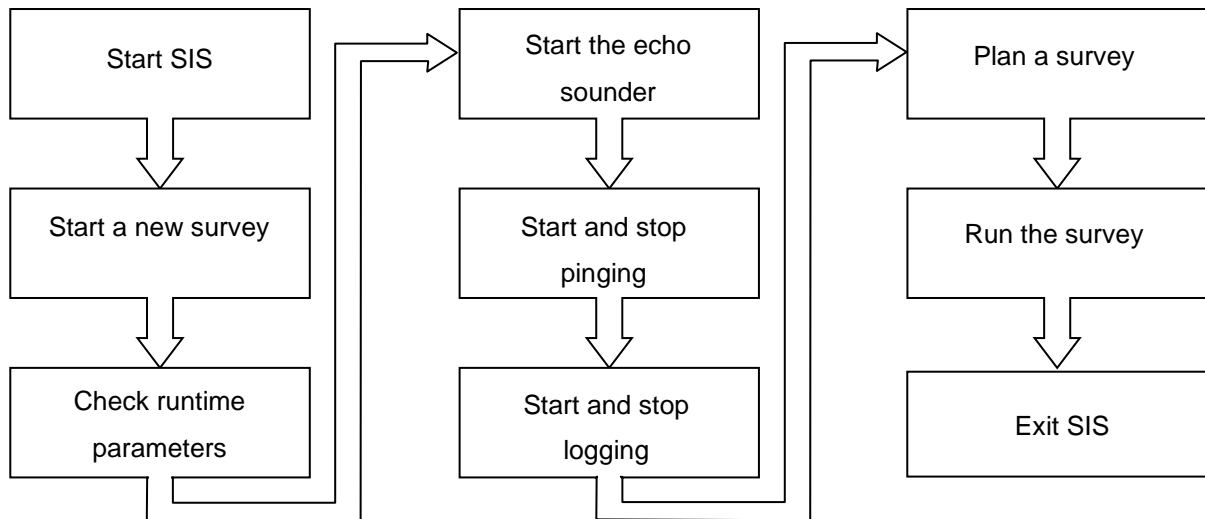 Start SIS
Start a new survey
Check runtime
parameters
Start the echo
sounder
Start and stop
pinging
Start and stop
logging
Plan a survey
Run the survey
Exit SIS